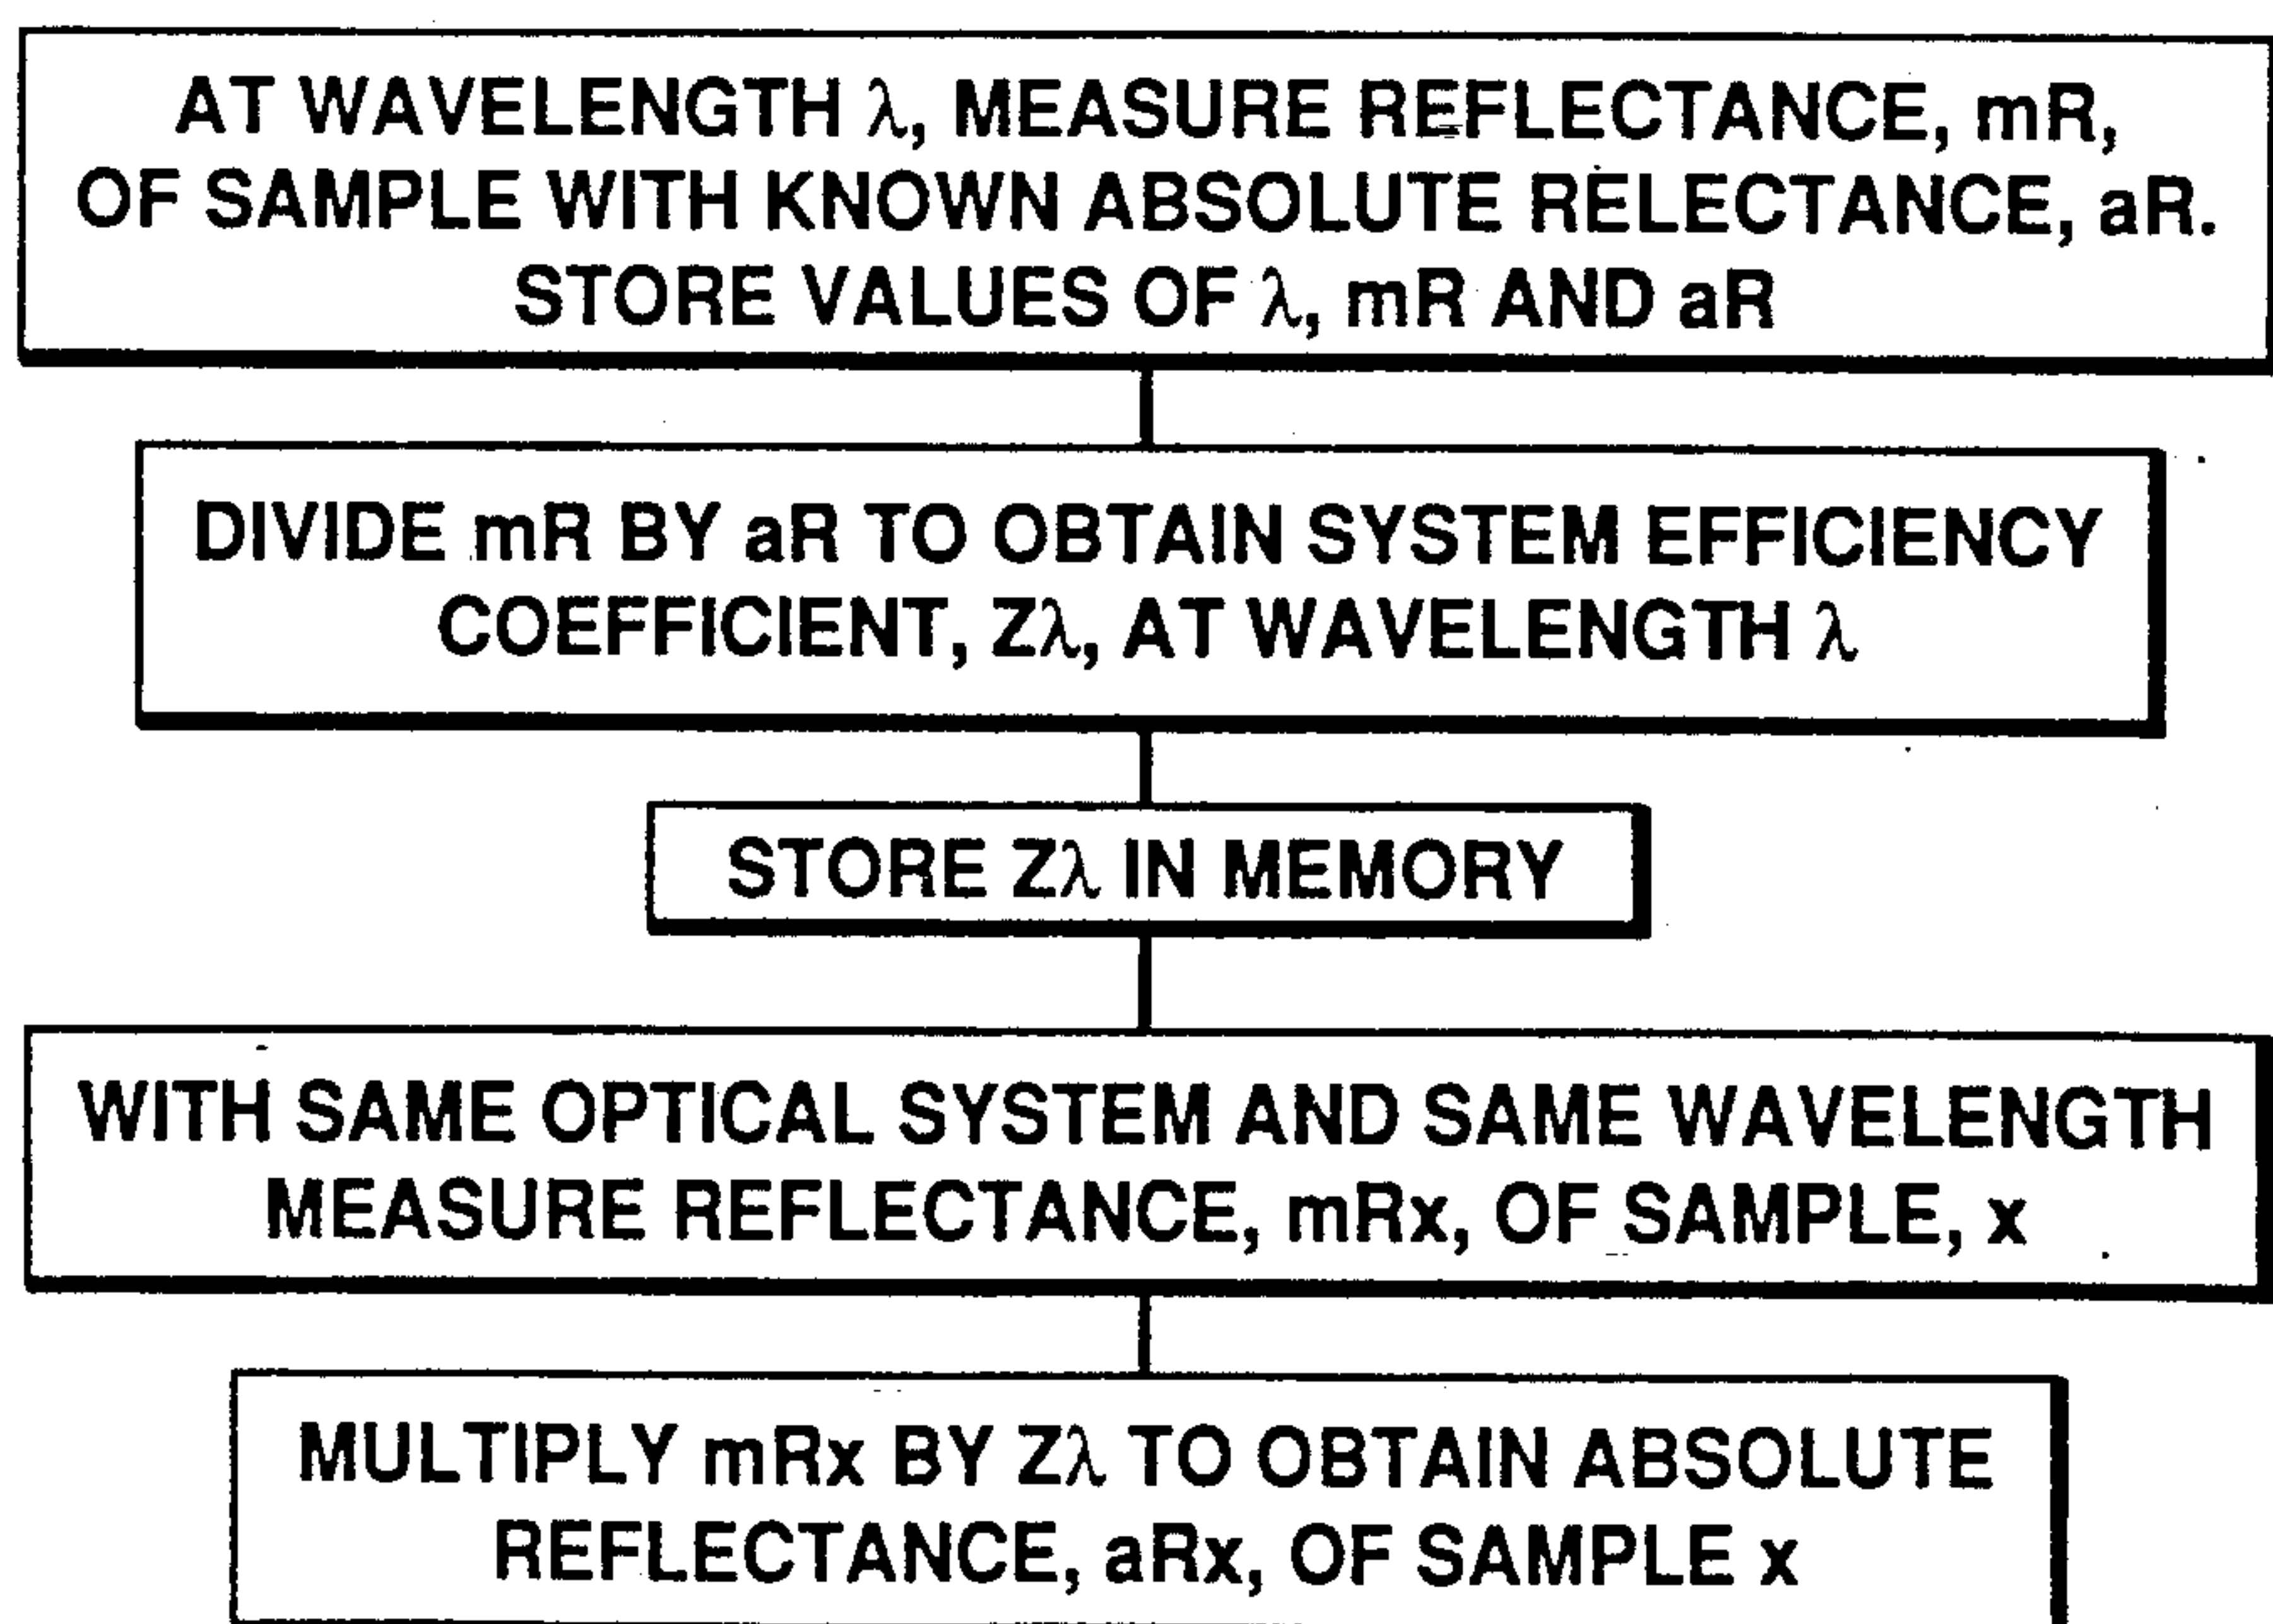 AT WAVELENGTH λ, MEASURE REFLECTANCE, mR,
OF SAMPLE WITH KNOWN ABSOLUTE RELECTANCE, aR.
STORE VALUES OF λ, mR AND aR
DIVIDE mR BY aR TO OBTAIN SYSTEM EFFICIENCY
COEFFICIENT, Zλ, AT WAVELENGTH λ
STORE Zλ IN MEMORY
WITH SAME OPTICAL SYSTEM AND SAME WAVELENGTH
MEASURE REFLECTANCE, mRx, OF SAMPLE, x
MULTIPLY mRx BY Zλ TO OBTAIN ABSOLUTE
REFLECTANCE, aRx, OF SAMPLE x